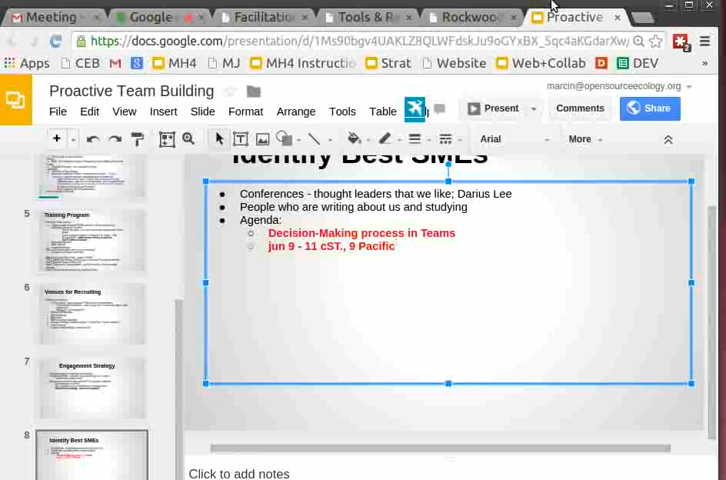 Meeting
Google
Facilitation
Tools & R
Rockwood
Proactive
https://docs.google.com/presentation/d/1Ms90bgv4UAKLZ8QLWFdskJu9oGYxBX_5qc4aKGdarXw
Apps
CEB
MH4
MJ
MH4 Instructio
Strat
Website
Web+Collab
DEV
Proactive Team Building
marcin@opensourceecology.org
File Edit View Insert Slide Format Arrange Tools Table
Present
Comments
Share
Arial
More
Identify Best SMEs
● Conferences - thought leaders that we like; Darius Lee
● People who are writing about us and studying
● Agenda:
○ Decision-Making process in Teams
○ jun 9 - 11 cST., 9 Pacific
5
Training Program
6
Venues for Recruiting
7
Engagement Strategy
8
Identify Best SMEs
Click to add notes